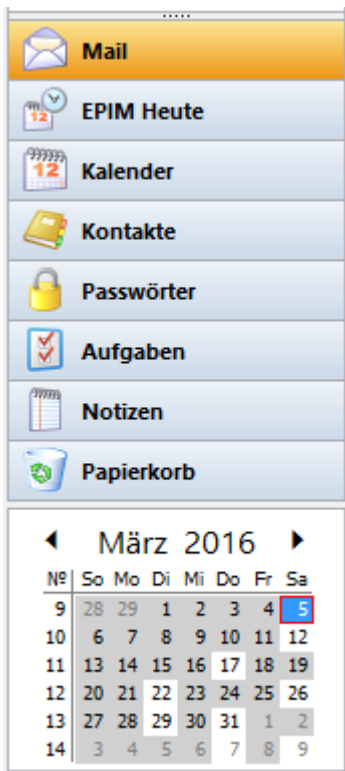 Mail
12
EPIM Heute
12
Kalender
Kontakte
Passwörter
Aufgaben
Notizen
Papierkorb
März 2016
Nº So Mo Di Mi Do Fr Sa
9 28 29 1 2 3 4 5
10 6 7 8 9 10 11 12
11 13 14 15 16 17 18 19
12 20 21 22 23 24 25 26
13 27 28 29 30 31 1 2
14 3 4 5 6 7 8 9